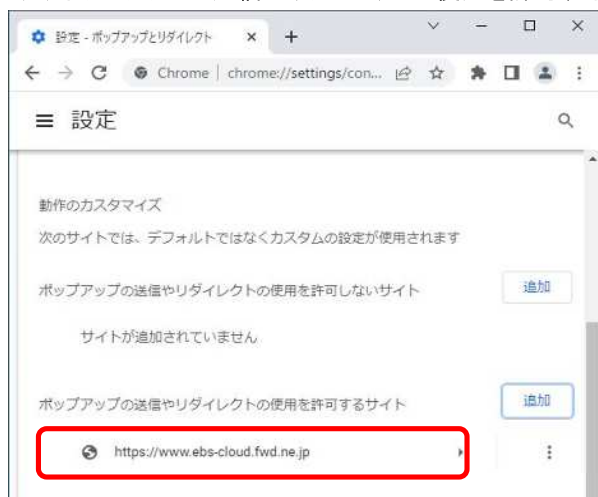 設定 - ポップアップとリダイレクト
Chrome | chrome://settings/con...
設定
動作のカスタマイズ
次のサイトでは、デフォルトではなくカスタムの設定が使用されます
ポップアップの送信やリダイレクトの使用を許可しないサイト
追加
サイトが追加されていません
ポップアップの送信やリダイレクトの使用を許可するサイト
追加
https://www.ebs-cloud.fwd.ne.jp